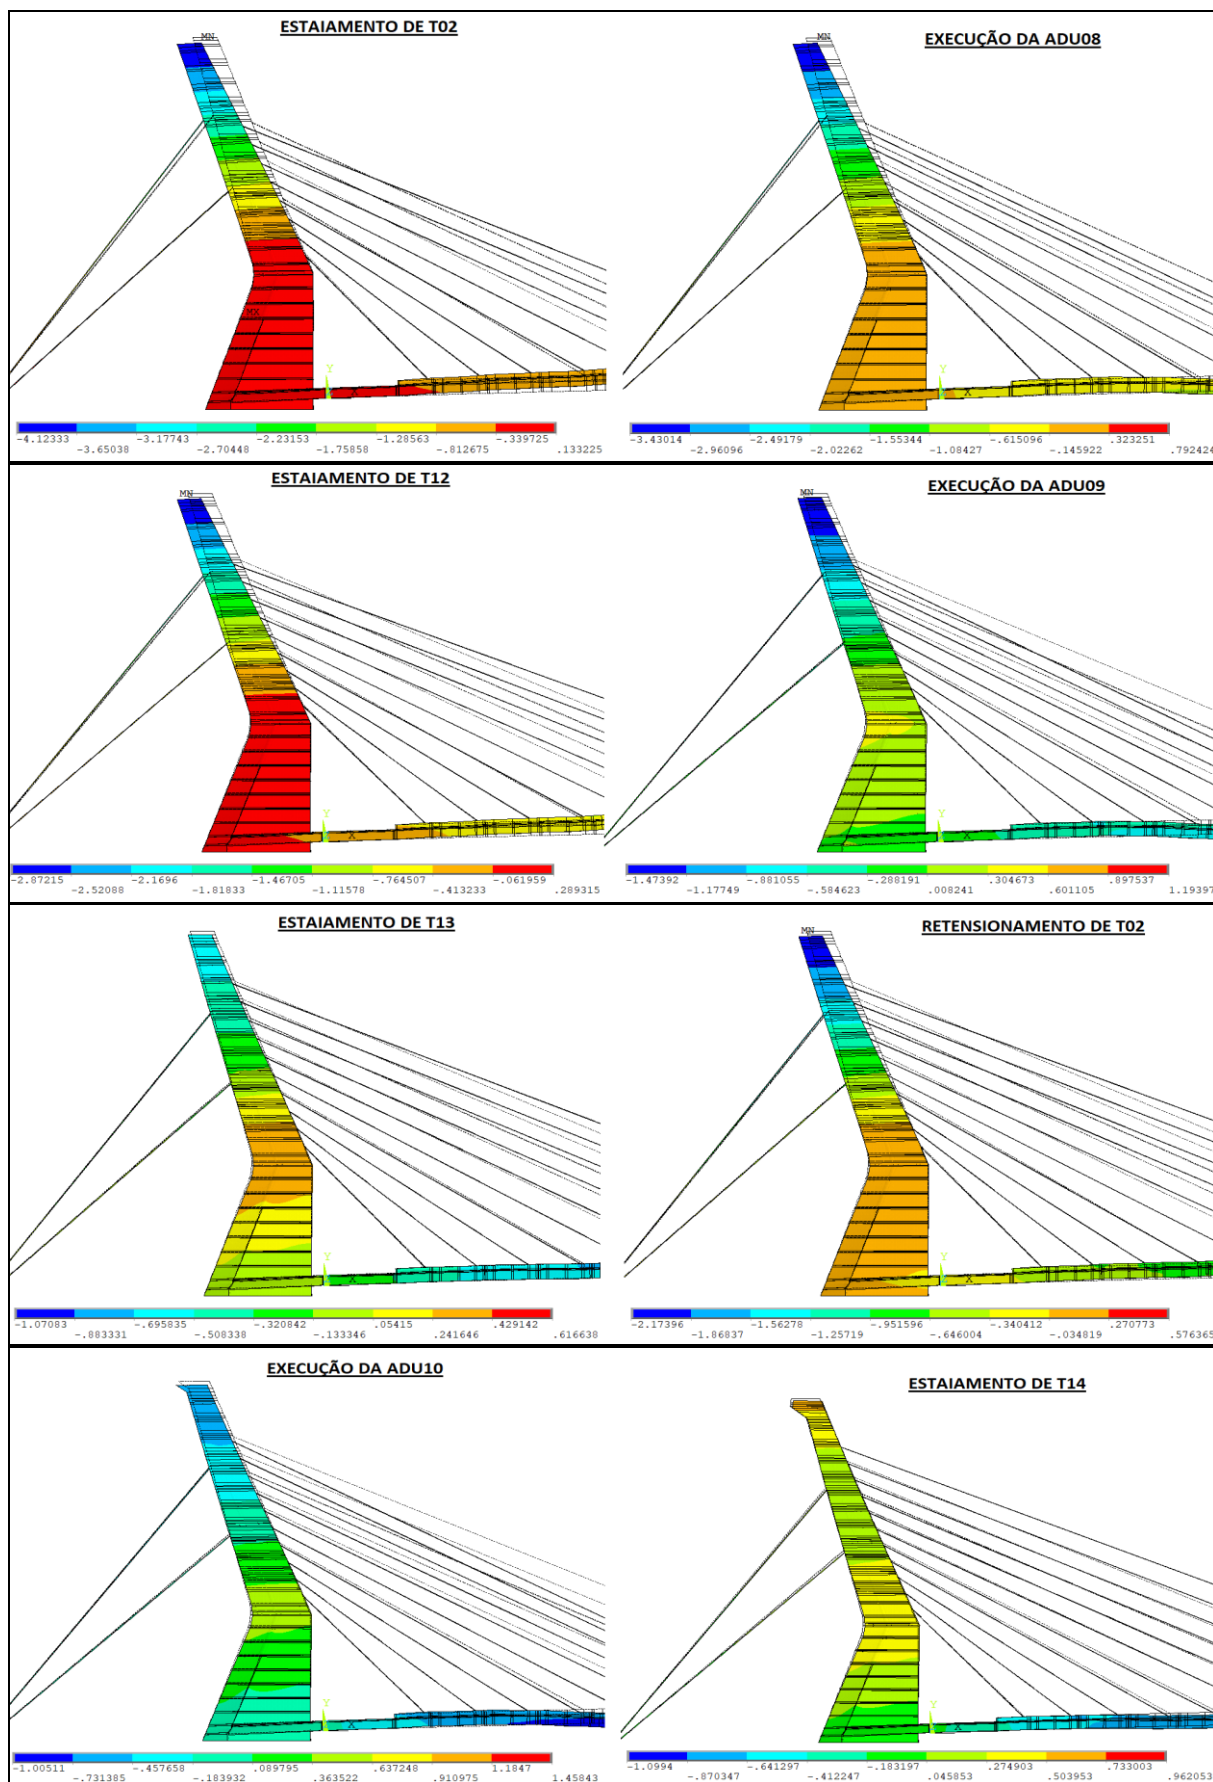 ESTAIAMENTO DE T02
MN
MX
Y
X
-4.12333 -3.17743 -2.23153 -1.28563 -.339725
-3.65038 -2.70448 -1.75858 -.812675 .133225
EXECUÇÃO DA ADU08
MN
Y
X
-3.43014 -2.49179 -1.55344 -.615096 .323251
-2.96096 -2.02262 -1.08427 -.145922 .792424
ESTAIAMENTO DE T12
MN
Y
X
-2.87215 -2.1696 -1.46705 -.764507 -.061959
-2.52088 -1.81833 -1.11578 -.413233 .289315
EXECUÇÃO DA ADU09
MN
Y
X
-1.47392 -.881055 -.288191 .304673 .897537
-1.17749 -.584623 .008241 .601105 1.19397
ESTAIAMENTO DE T13
Y
X
-1.07083 -.695835 -.320842 .05415 .429142
-.883331 -.508338 -.133346 .241646 .616638
RETENSIONAMENTO DE T02
MN
Y
X
-2.17396 -1.56278 -.951596 -.340412 .270773
-1.86837 -1.25719 -.646004 -.034819 .576365
EXECUÇÃO DA ADU10
Y
X
-1.00511 -.457658 .089795 .637248 1.1847
-.731385 -.183932 .363522 .910975 1.45843
ESTAIAMENTO DE T14
Y
X
-1.0994 -.641297 -.183197 .274903 .733003
-.870347 -.412247 .045853 .503953 .962053